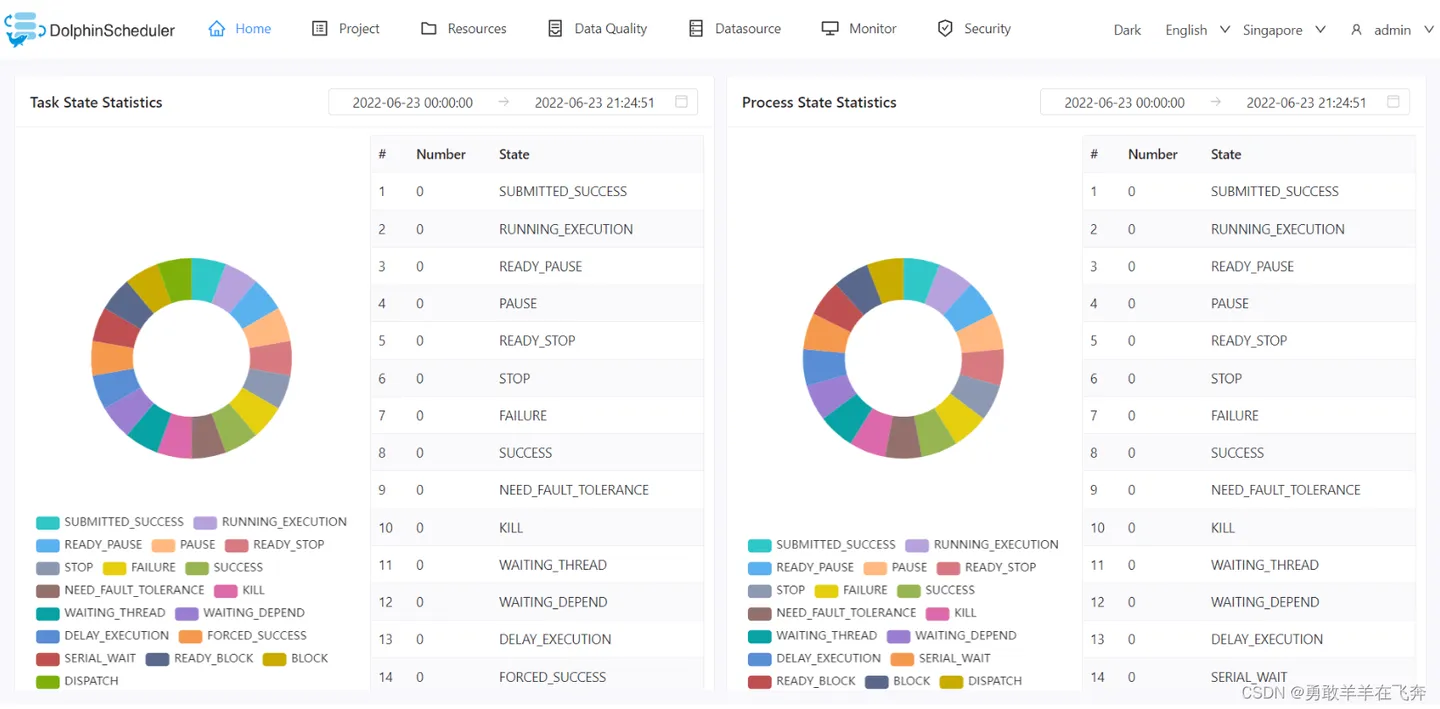 DolphinScheduler Home Project Resources Data Quality Datasource Monitor Security Dark English Singapore admin
Task State Statistics 2022-06-23 00:00:00 → 2022-06-23 21:24:51
# Number State
1 0 SUBMITTED_SUCCESS
2 0 RUNNING_EXECUTION
3 0 READY_PAUSE
4 0 PAUSE
5 0 READY_STOP
6 0 STOP
7 0 FAILURE
8 0 SUCCESS
9 0 NEED_FAULT_TOLERANCE
10 0 KILL
11 0 WAITING_THREAD
12 0 WAITING_DEPEND
13 0 DELAY_EXECUTION
14 0 FORCED_SUCCESS
SUBMITTED_SUCCESS RUNNING_EXECUTION
READY_PAUSE PAUSE READY_STOP
STOP FAILURE SUCCESS
NEED_FAULT_TOLERANCE KILL
WAITING_THREAD WAITING_DEPEND
DELAY_EXECUTION FORCED_SUCCESS
SERIAL_WAIT READY_BLOCK BLOCK
DISPATCH
Process State Statistics 2022-06-23 00:00:00 → 2022-06-23 21:24:51
# Number State
1 0 SUBMITTED_SUCCESS
2 0 RUNNING_EXECUTION
3 0 READY_PAUSE
4 0 PAUSE
5 0 READY_STOP
6 0 STOP
7 0 FAILURE
8 0 SUCCESS
9 0 NEED_FAULT_TOLERANCE
10 0 KILL
11 0 WAITING_THREAD
12 0 WAITING_DEPEND
13 0 DELAY_EXECUTION
14 0 SERIAL_WAIT
SUBMITTED_SUCCESS RUNNING_EXECUTION
READY_PAUSE PAUSE READY_STOP
STOP FAILURE SUCCESS
NEED_FAULT_TOLERANCE KILL
WAITING_THREAD WAITING_DEPEND
DELAY_EXECUTION SERIAL_WAIT
READY_BLOCK BLOCK DISPATCH
CSDN @勇敢羊羊在飞奔